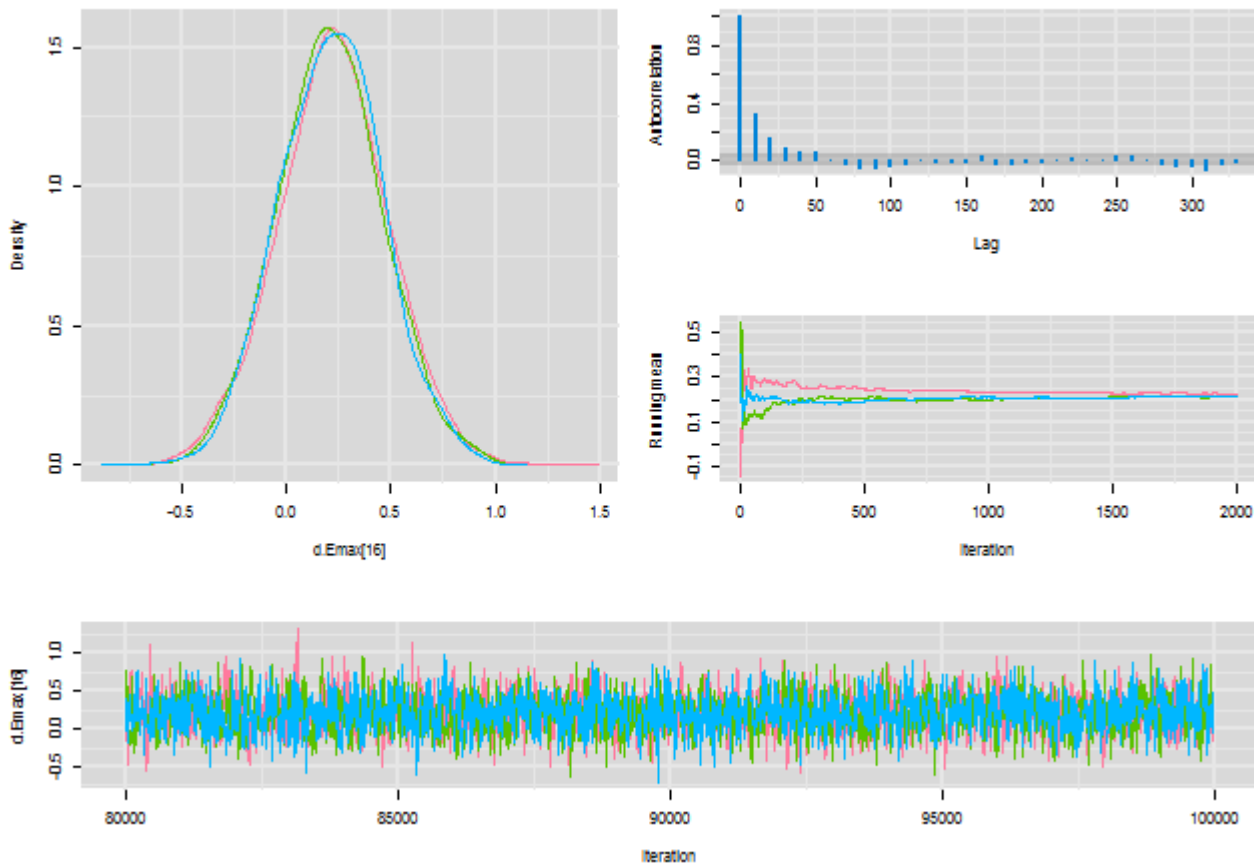 Density
0.0 0.5 1.0 1.5
-0.5 0.0 0.5 1.0 1.5
d.Emax[16]
Autocorrelation
0.0 0.4 0.8
0 50 100 150 200 250 300
Lag
Running mean
-0.1 0.1 0.3 0.5
0 500 1000 1500 2000
Iteration
d.Emax[16]
-0.5 0.0 0.5 1.0
80000 85000 90000 95000 100000
Iteration